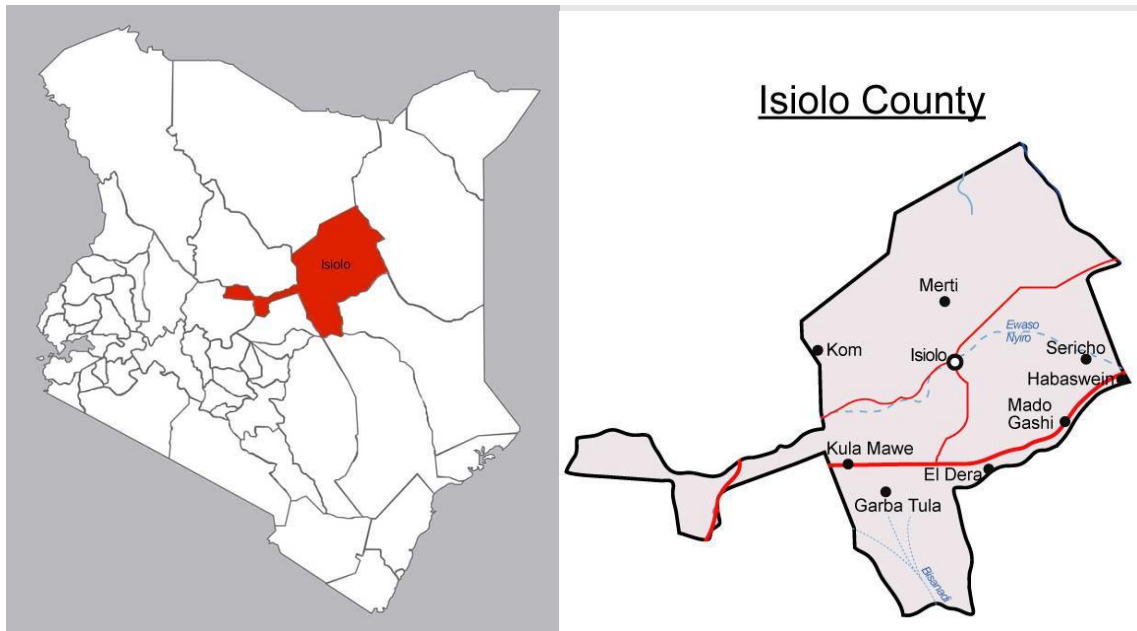 Isiolo
Isiolo County
Merti
Ewaso
Nyiro
Kom
Isiolo
Sericho
Habaswein
Mado
Gashi
Kula Mawe
El Dera
Garba Tula
Bisanadi